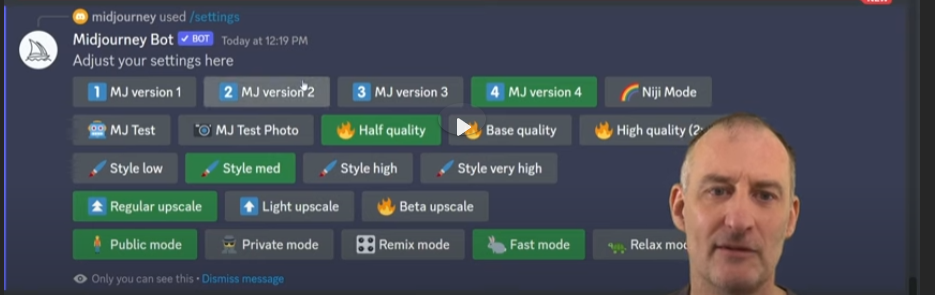 NEW
midjourney used /settings
Midjourney Bot ✓ BOT Today at 12:19 PM
Adjust your settings here
1 MJ version 1 2 MJ version 2 3 MJ version 3 4 MJ version 4 Niji Mode
MJ Test MJ Test Photo Half quality Base quality High quality (2
Style low Style med Style high Style very high
Regular upscale Light upscale Beta upscale
Public mode Private mode Remix mode Fast mode Relax mo
Only you can see this • Dismiss message